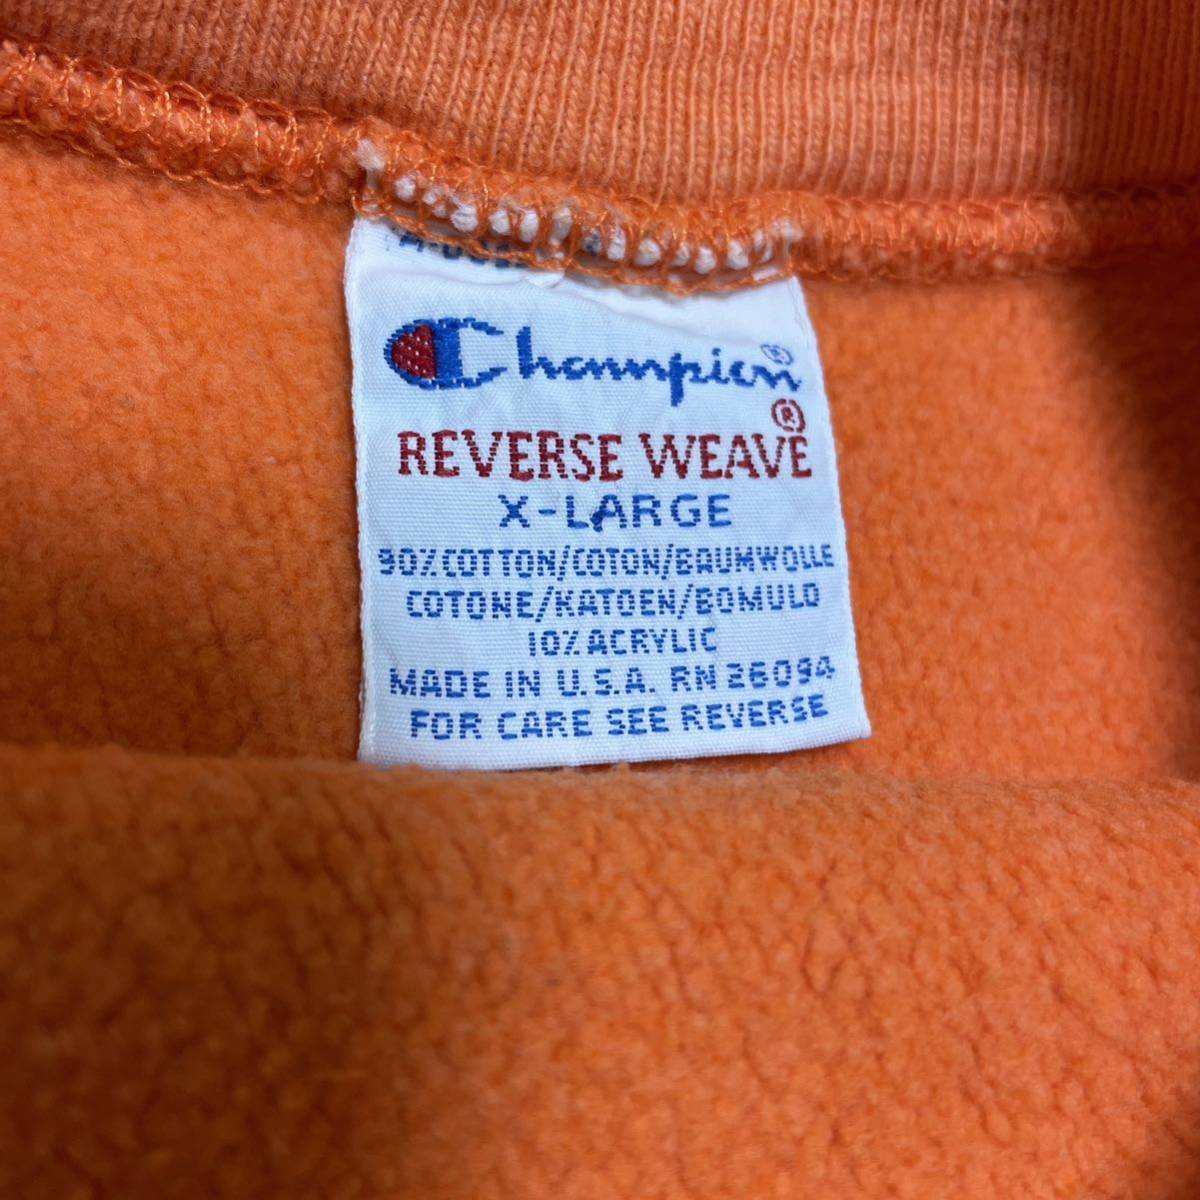 Champion®
REVERSE WEAVE®
X-LARGE
90% COTTON/COTON/BAUMWOLLE
COTONE/KATOEN/BOMULD
10% ACRYLIC
MADE IN U.S.A. RN 26094
FOR CARE SEE REVERSE